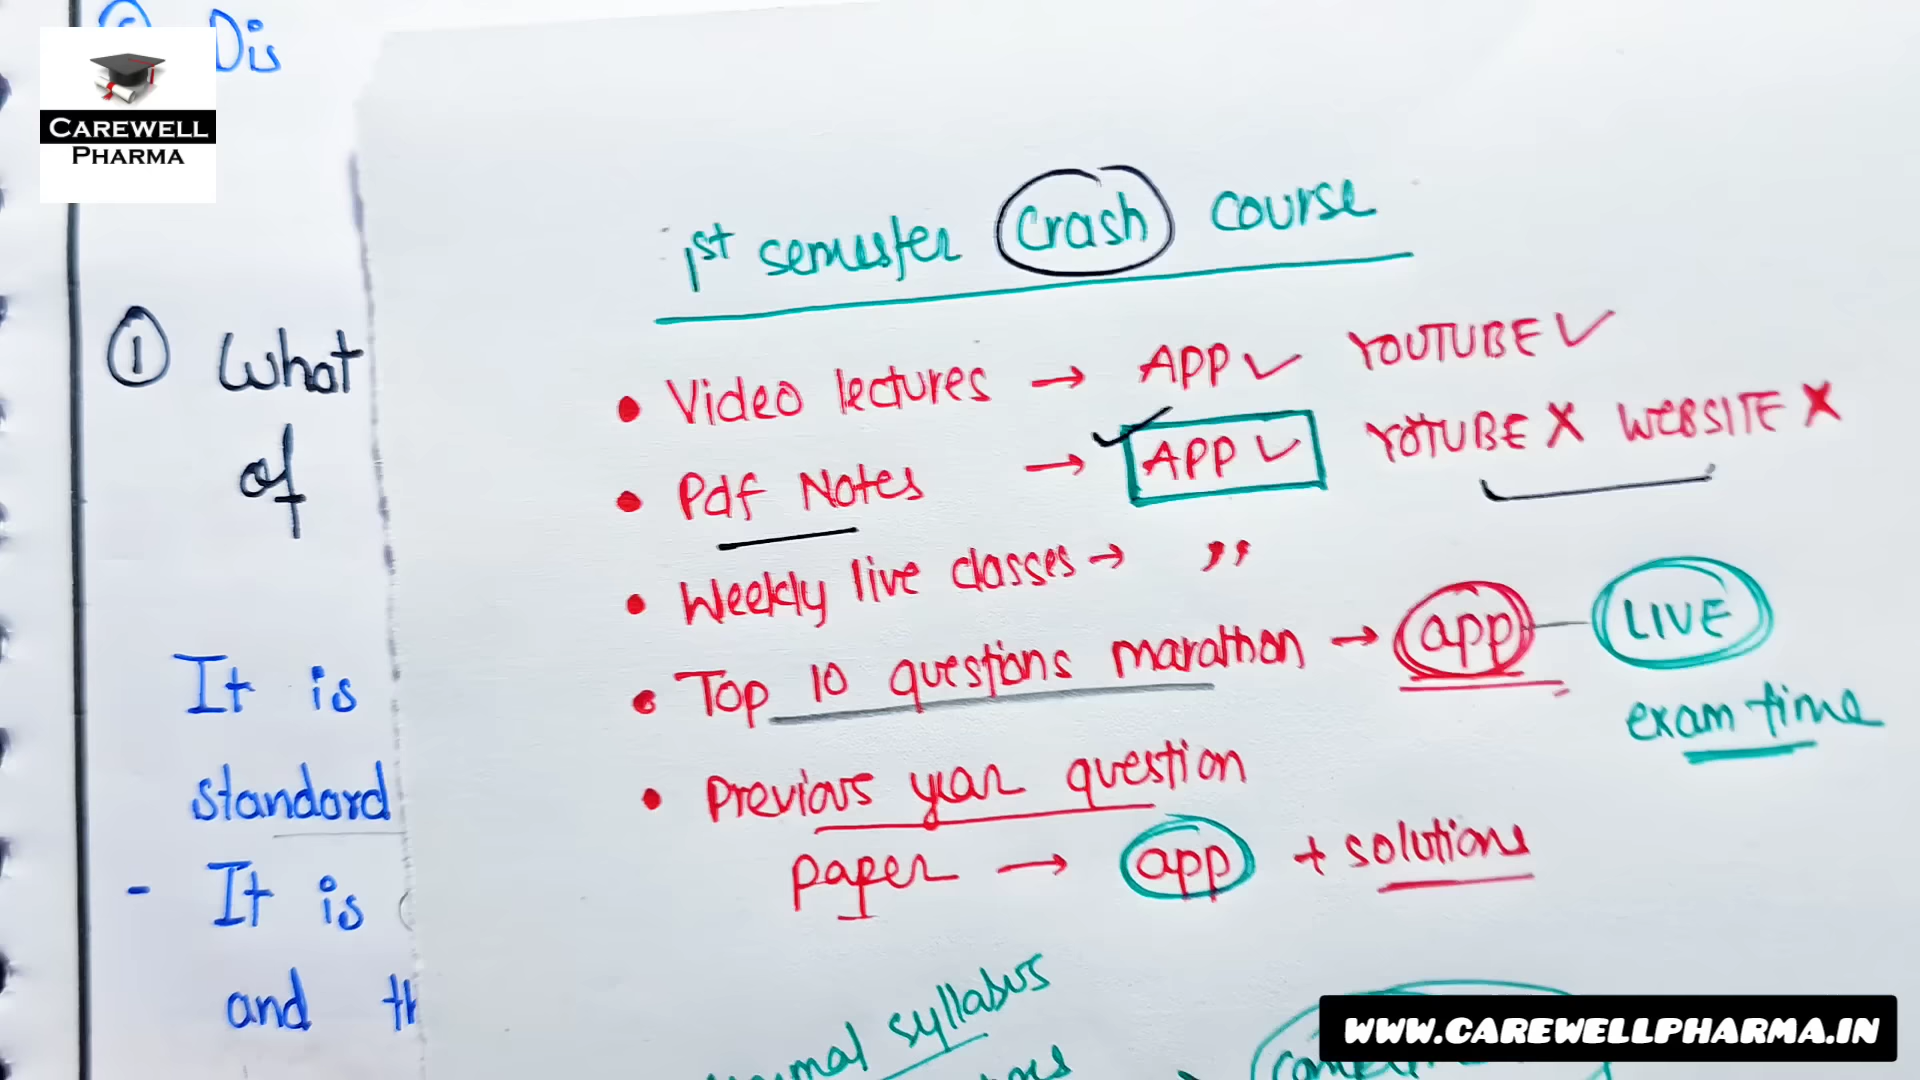 Dis
CAREWELL
PHARMA
1st semester crash course
① What
of
• Video lectures → APP ✓ YOUTUBE ✓
• Pdf Notes → APP ✓ YOTUBE X WEBSITE X
• Weekly live classes → ,,
• Top 10 questions marathon → app - LIVE
exam time
• Previous year question
paper → app + solutions
It is
standard
- It is
and th
syllabus
WWW.CAREWELLPHARMA.IN